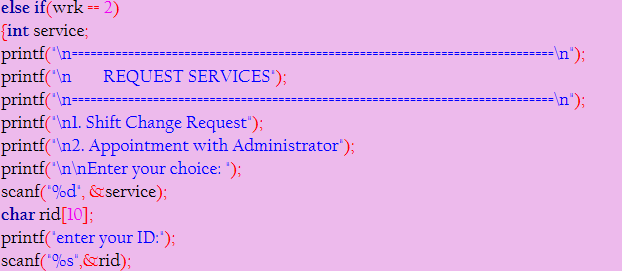 else if(wrk == 2)
{int service;
printf("\n=============================================================================\n");
printf("\n       REQUEST SERVICES");
printf("\n=============================================================================\n");
printf("\n1. Shift Change Request");
printf("\n2. Appointment with Administrator");
printf("\n\nEnter your choice: ");
scanf("%d", &service);
char rid[10];
printf("enter your ID:");
scanf("%s",&rid);